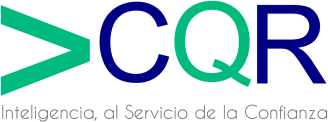 CQR
Inteligencia, al Servicio de la Confianza